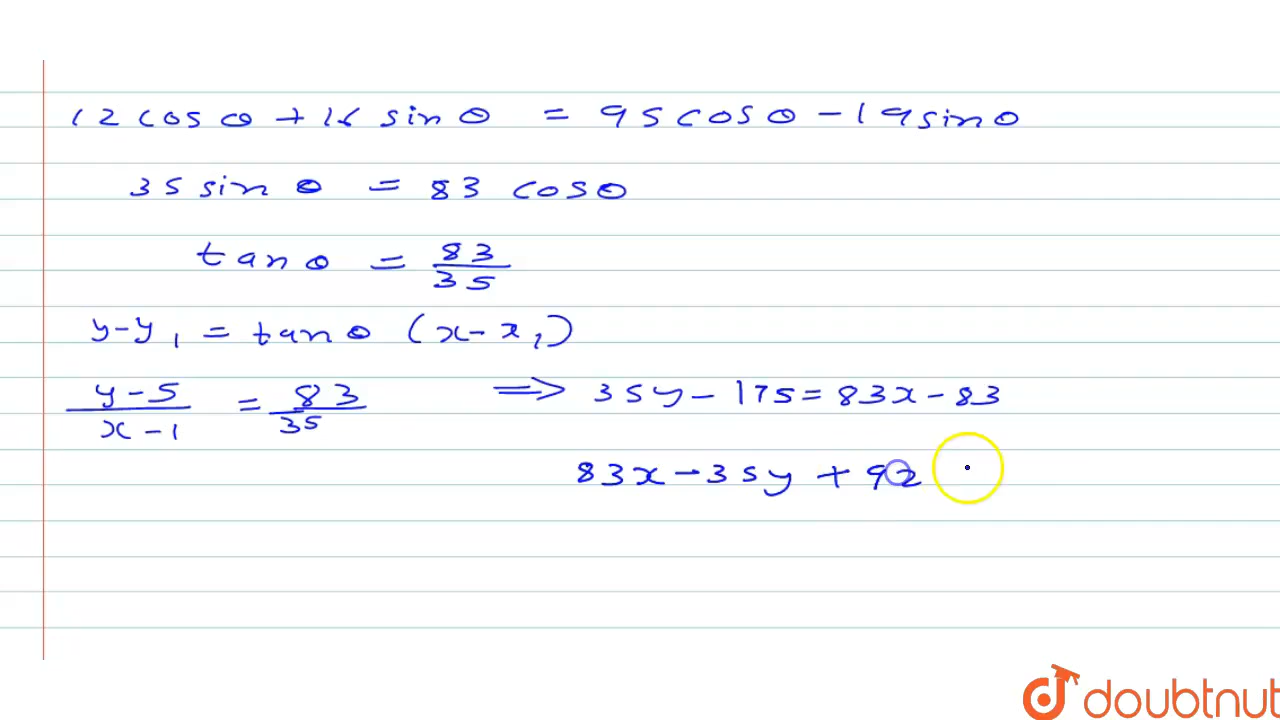 12 cos θ + 16 sin θ = 95 cos θ - 19 sin θ
35 sin θ = 83 cos θ
tan θ = 83/35
y - y₁ = tan θ (x - x₁)
(y - 5)/(x - 1) = 83/35 ⟹ 35y - 175 = 83x - 83
83x - 35y + 92
doubtnut